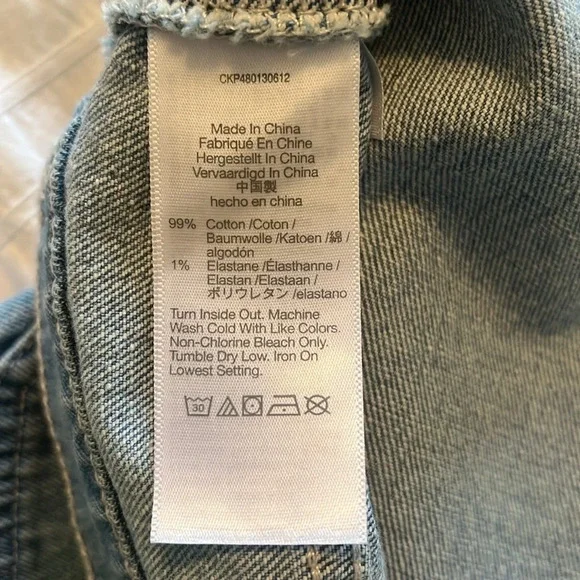 CKP480130612
Made In China
Fabriqué En Chine
Hergestellt In China
Vervaardigd In China
中国製
hecho en china
99% Cotton /Coton /
Baumwolle /Katoen /綿 /
algodón
1% Elastane /Élasthanne /
Elastan /Elastaan /
ポリウレタン /elastano
Turn Inside Out. Machine
Wash Cold With Like Colors.
Non-Chlorine Bleach Only.
Tumble Dry Low. Iron On
Lowest Setting.
30